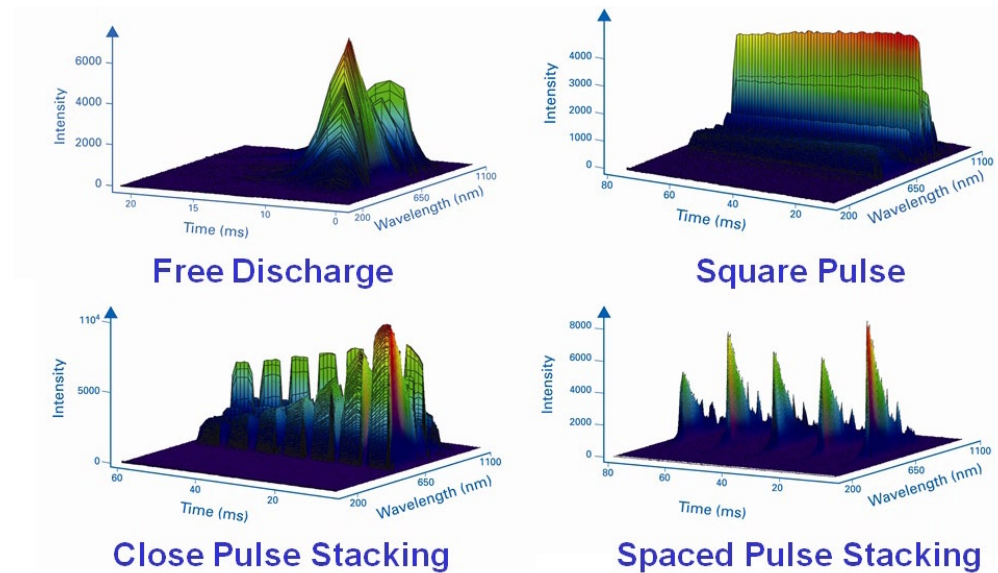 6000
4000
2000
0
Intensity
20
15
10
0
Time (ms)
200
650
1100
Wavelength (nm)
Free Discharge
4000
3000
2000
1000
0
Intensity
80
60
40
20
Time (ms)
200
650
1100
Wavelength (nm)
Square Pulse
110⁴
5000
0
Intensity
60
40
20
Time (ms)
200
650
1100
Wavelength (nm)
Close Pulse Stacking
8000
6000
4000
2000
0
Intensity
80
60
40
20
Time (ms)
200
650
1100
Wavelength (nm)
Spaced Pulse Stacking